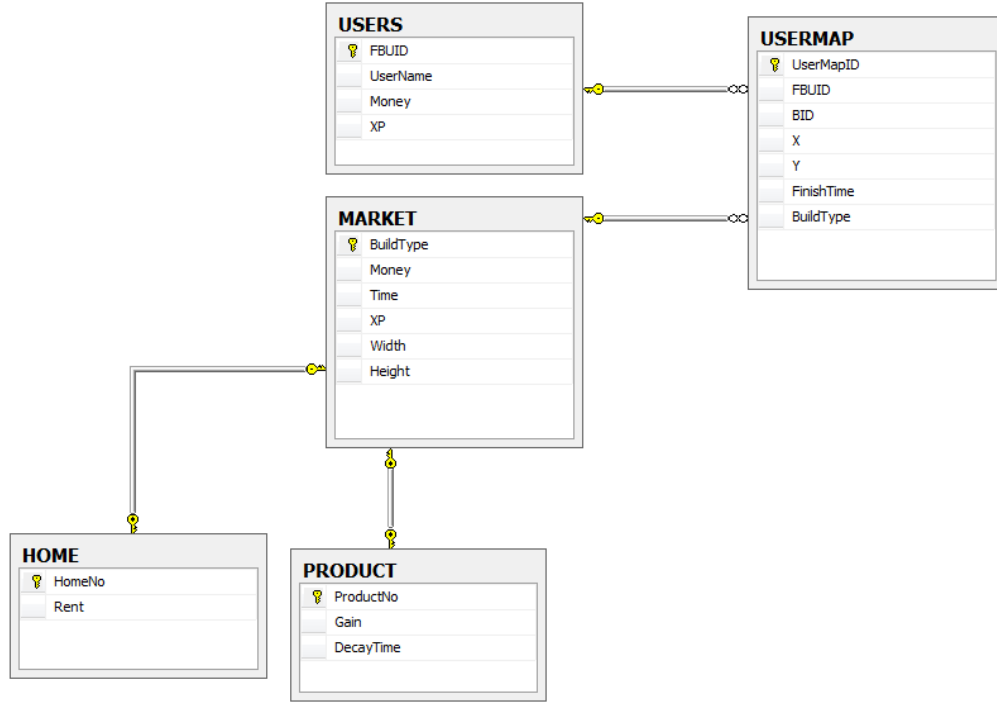 USERS
FBUID
UserName
Money
XP
USERMAP
UserMapID
FBUID
BID
X
Y
FinishTime
BuildType
MARKET
BuildType
Money
Time
XP
Width
Height
HOME
HomeNo
Rent
PRODUCT
ProductNo
Gain
DecayTime